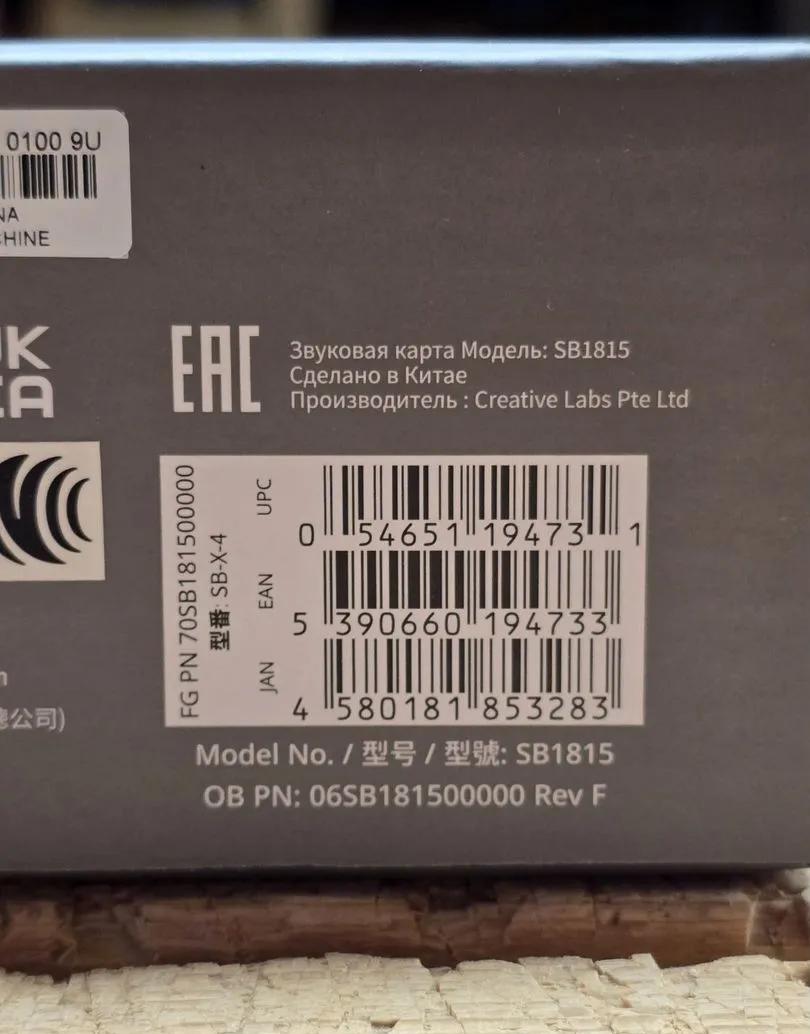 0100 9U
EAC
Звуковая карта Модель: SB1815
Сделано в Китае
Производитель : Creative Labs Pte Ltd
FG PN 70SB181500000
型番: SB-X-4
UPC
0 54651 19473 1
EAN
5 390660 194733
JAN
4 580181 853283
公司)
Model No. / 型号 / 型號: SB1815
OB PN: 06SB181500000 Rev F